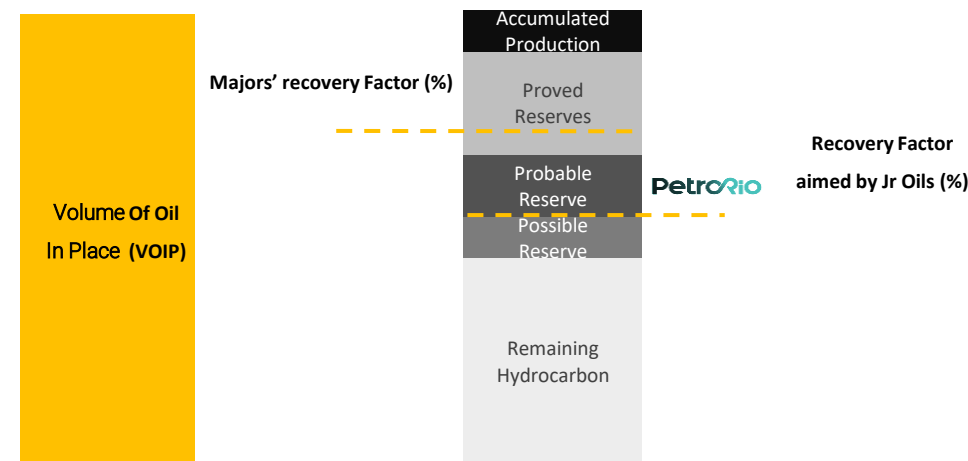 Volume Of Oil
In Place (VOIP)
Majors’ recovery Factor (%)
Accumulated
Production
Proved
Reserves
Probable
Reserve
Possible
Reserve
Remaining
Hydrocarbon
PetroRio
Recovery Factor
aimed by Jr Oils (%)